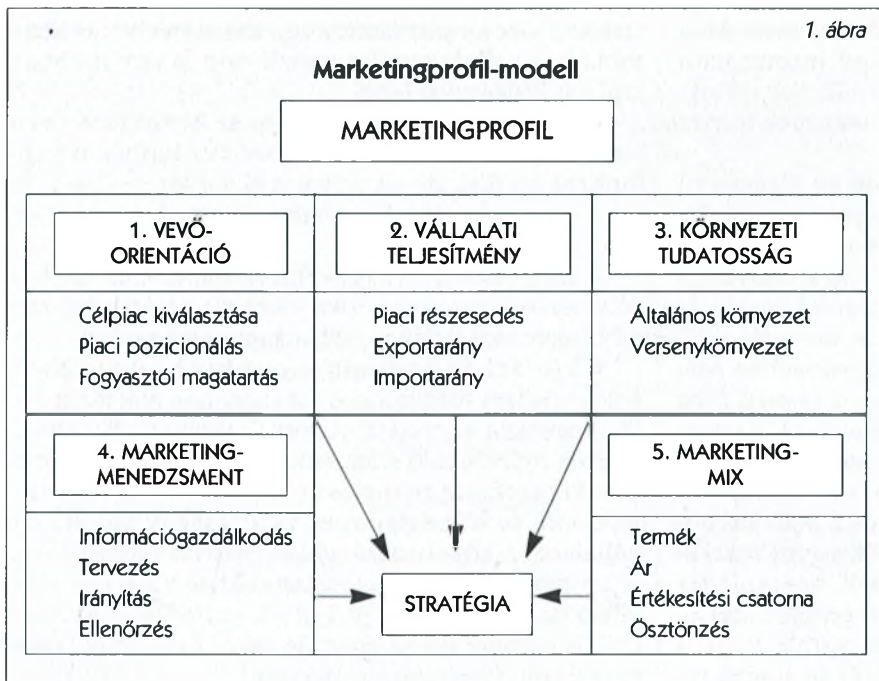 1. ábra
Marketingprofil-modell
MARKETINGPROFIL
1. VEVŐ-
ORIENTÁCIÓ
2. VÁLLALATI
TELJESÍTMÉNY
3. KÖRNYEZETI
TUDATOSSÁG
Célpiac kiválasztása
Piaci pozicionálás
Fogyasztói magatartás
Piaci részesedés
Exportarány
Importarány
Általános környezet
Versenykörnyezet
4. MARKETING-
MENEDZSMENT
5. MARKETING-
MIX
Információgazdálkodás
Tervezés
Irányítás
Ellenőrzés
STRATÉGIA
Termék
Ár
Értékesítési csatorna
Ösztönzés